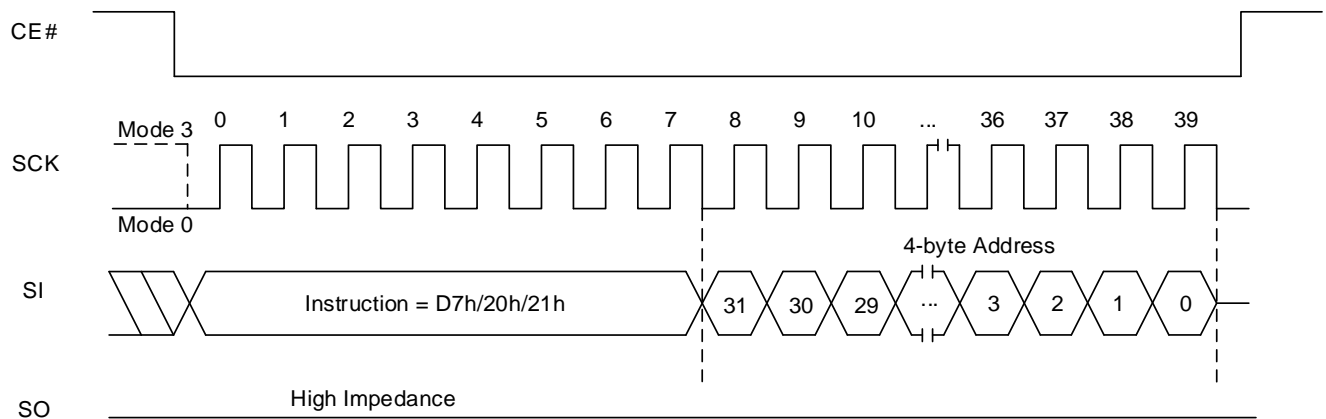 CE#
0 1 2 3 4 5 6 7 8 9 10 ... 36 37 38 39
Mode 3
SCK
Mode 0
4-byte Address
SI
Instruction = D7h/20h/21h 31 30 29 ... 3 2 1 0
High Impedance
SO